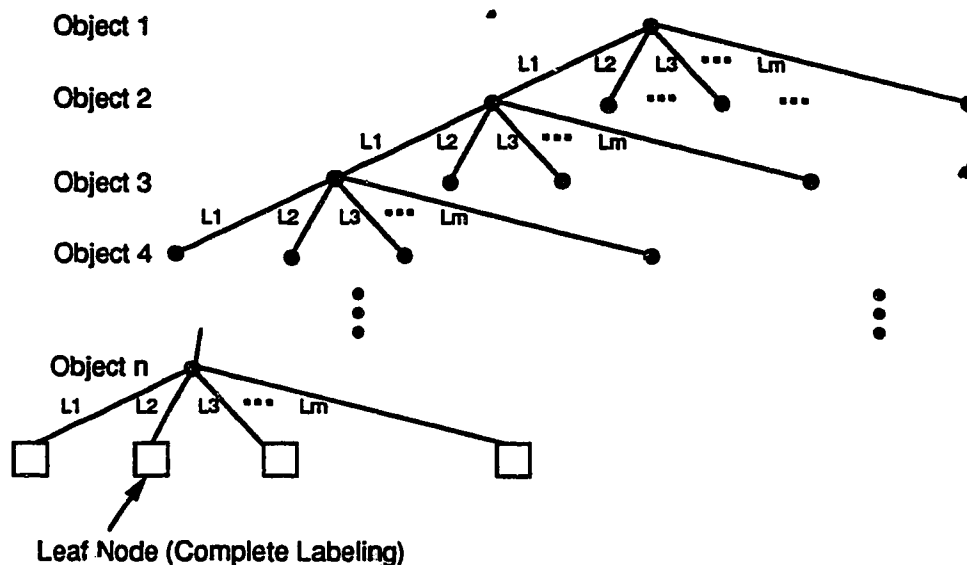 Object 1
L1 L2 L3 ... Lm
Object 2
... ...
L1 L2 L3 ... Lm
Object 3
L1 L2 L3 ... Lm
Object 4
Object n
L1 L2 L3 ... Lm
Leaf Node (Complete Labeling)